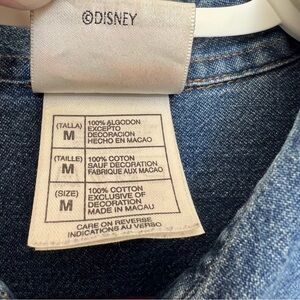 ©DISNEY
(TALLA) M 100% ALGODON
EXCEPTO
DECORACION
HECHO EN MACAO
(TAILLE) M 100% COTON
SAUF DECORATION
FABRIQUE AUX MACAO
(SIZE) M 100% COTTON
EXCLUSIVE OF
DECORATION
MADE IN MACAU
CARE ON REVERSE
INDICATIONS AU VERSO